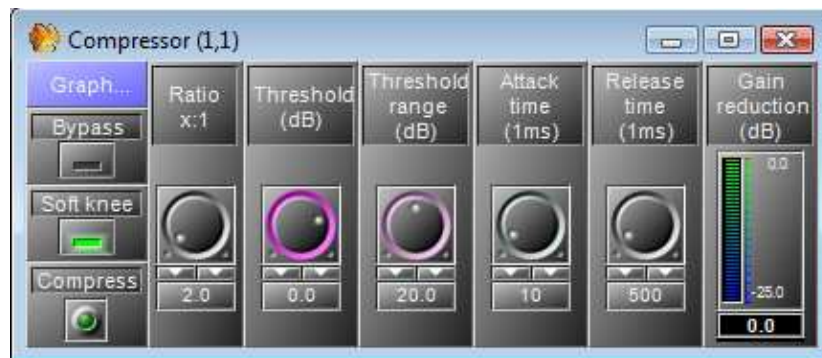 Compressor (1,1)
Graph...
Bypass
Soft knee
Compress
Ratio
x:1
2.0
Threshold
(dB)
0.0
Threshold
range
(dB)
20.0
Attack
time
(1ms)
10
Release
time
(1ms)
500
Gain
reduction
(dB)
0.0
-25.0
0.0